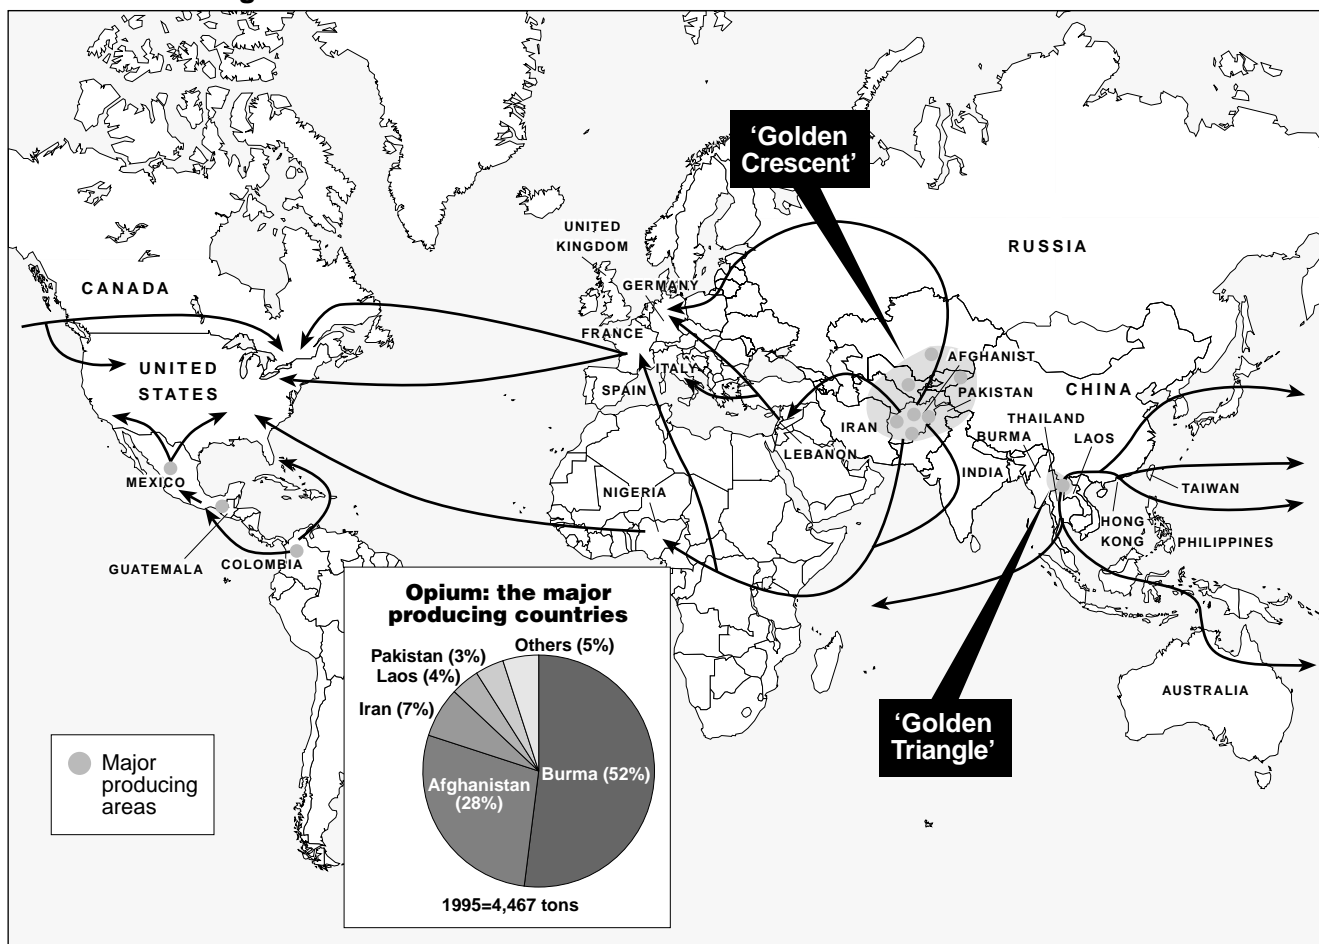 'Golden
Crescent'
UNITED
KINGDOM
RUSSIA
CANADA
GERMANY
FRANCE
UNITED
STATES
ITALY
SPAIN
AFGHANIST
PAKISTAN
CHINA
IRAN
THAILAND
BURMA
LAOS
LEBANON
INDIA
MEXICO
NIGERIA
TAIWAN
HONG
KONG
PHILIPPINES
GUATEMALA
COLOMBIA
Opium: the major
producing countries
Others (5%)
Pakistan (3%)
Laos (4%)
Iran (7%)
Burma (52%)
Afghanistan
(28%)
1995=4,467 tons
AUSTRALIA
'Golden
Triangle'
Major
producing
areas